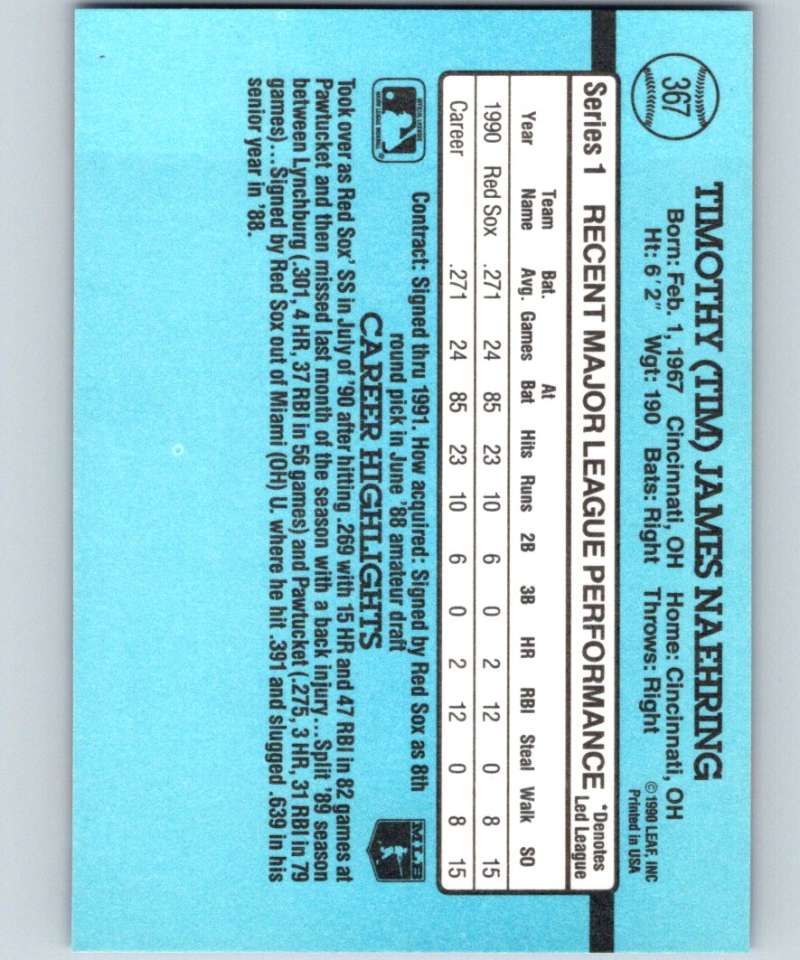 367
TIMOTHY (TIM) JAMES NAEHRING
Born: Feb. 1, 1967 Cincinnati, OH Home: Cincinnati, OH
Ht: 6'2" Wgt: 190 Bats: Right Throws: Right
© 1990 LEAF, INC
Printed in USA
Series 1 RECENT MAJOR LEAGUE PERFORMANCE *Denotes Led League
Year Team Name Bat. Avg. Games At Bat Hits Runs 2B 3B HR RBI Steal Walk SO
1990 Red Sox .271 24 85 23 10 6 0 2 12 0 8 15
Career .271 24 85 23 10 6 0 2 12 0 8 15
Contract: Signed thru 1991. How acquired: Signed by Red Sox as 8th
round pick in June '88 amateur draft
MLB
CAREER HIGHLIGHTS
Took over as Red Sox' SS in July of '90 after hitting .269 with 15 HR and 47 RBI in 82 games at
Pawtucket and then missed last month of the season with a back injury...Split '89 season
between Lynchburg (.301, 4 HR, 37 RBI in 56 games) and Pawtucket (.275, 3 HR, 31 RBI in 79
games)...Signed by Red Sox out of Miami (OH) U. where he hit .391 and slugged .639 in his
senior year in '88.